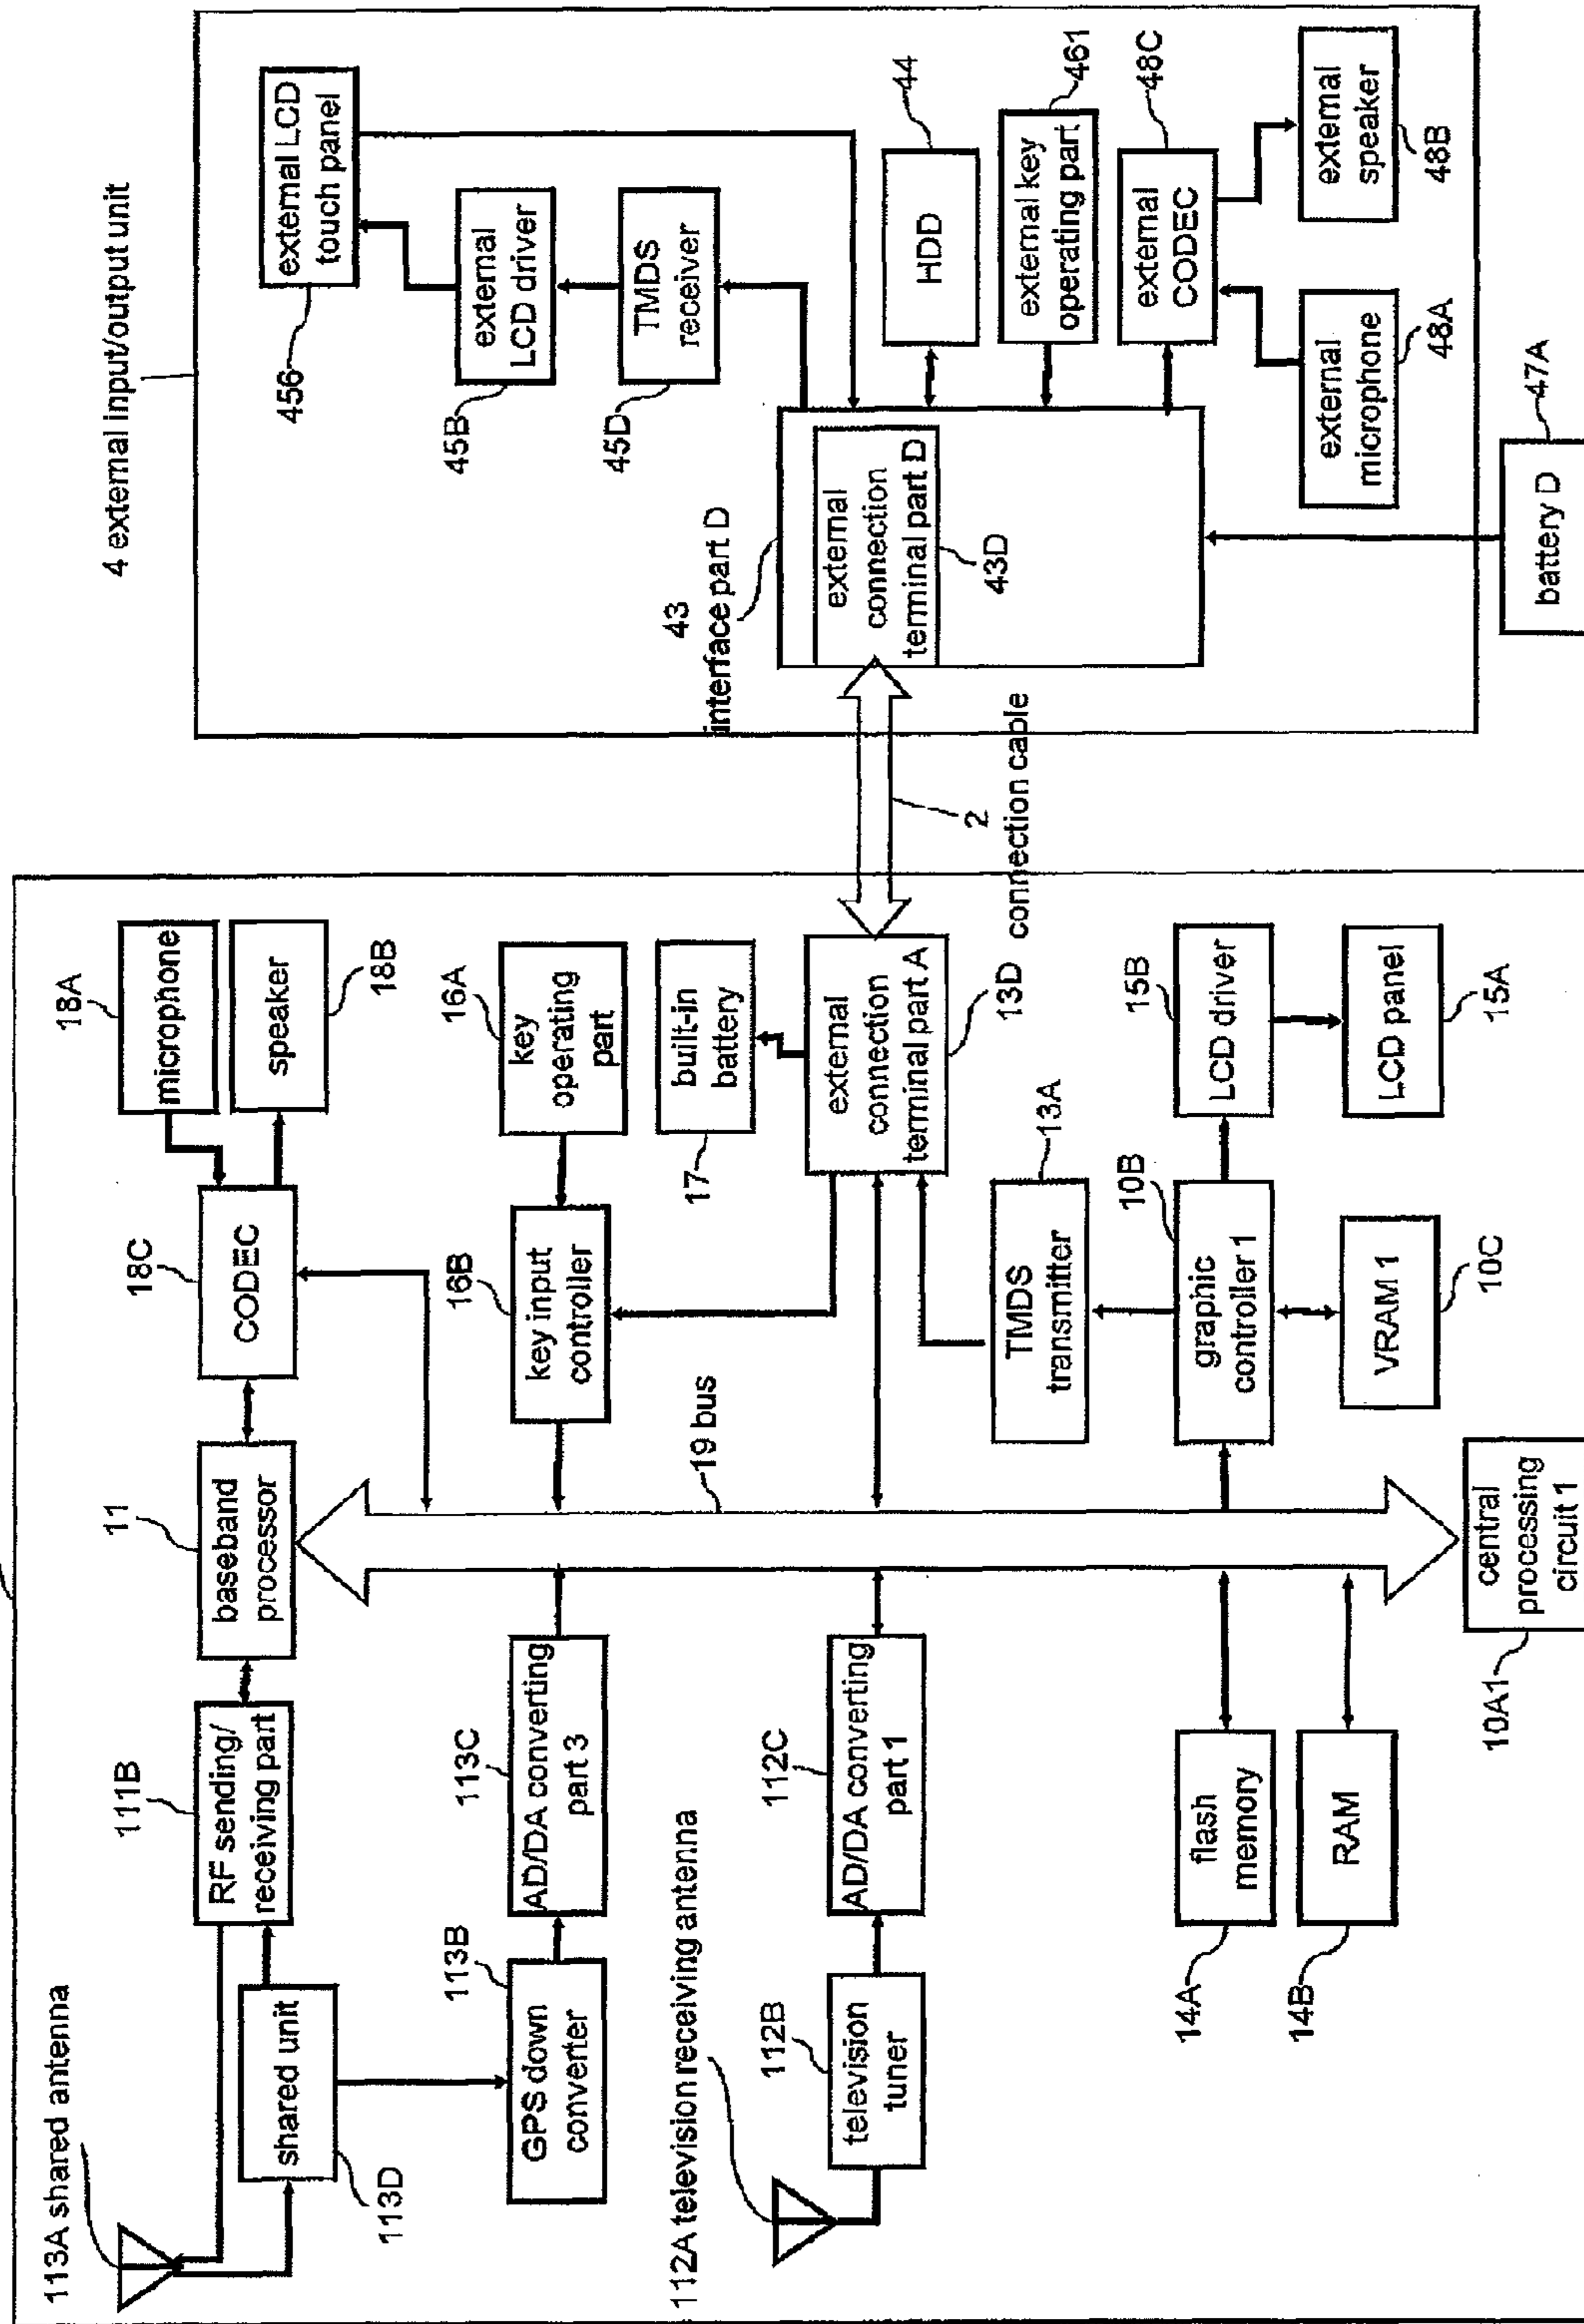 113A shared antenna
shared unit
113D
111B
RF sending/
receiving part
11
baseband
processor
18C
CODEC
18A
microphone
speaker
18B
113B
GPS down
converter
113C
AD/DA converting
part 3
16B
key input
controller
16A
key
operating
part
19 bus
17
built-in
battery
112A television receiving antenna
112B
television
tuner
112C
AD/DA converting
part 1
external
connection
terminal part A
13D
TMDS
transmitter
13A
14A
flash
memory
14B
RAM
10B
graphic
controller 1
VRAM 1
10C
15B
LCD driver
LCD panel
15A
10A1
central
processing
circuit 1
2
connection cable
4 external input/output unit
456
external LCD
touch panel
45B
external
LCD driver
45D
TMDS
receiver
43
interface part D
external
connection
terminal part D
43D
HDD
44
external key
operating part
461
external
CODEC
48C
external
microphone
48A
external
speaker
48B
battery D
47A